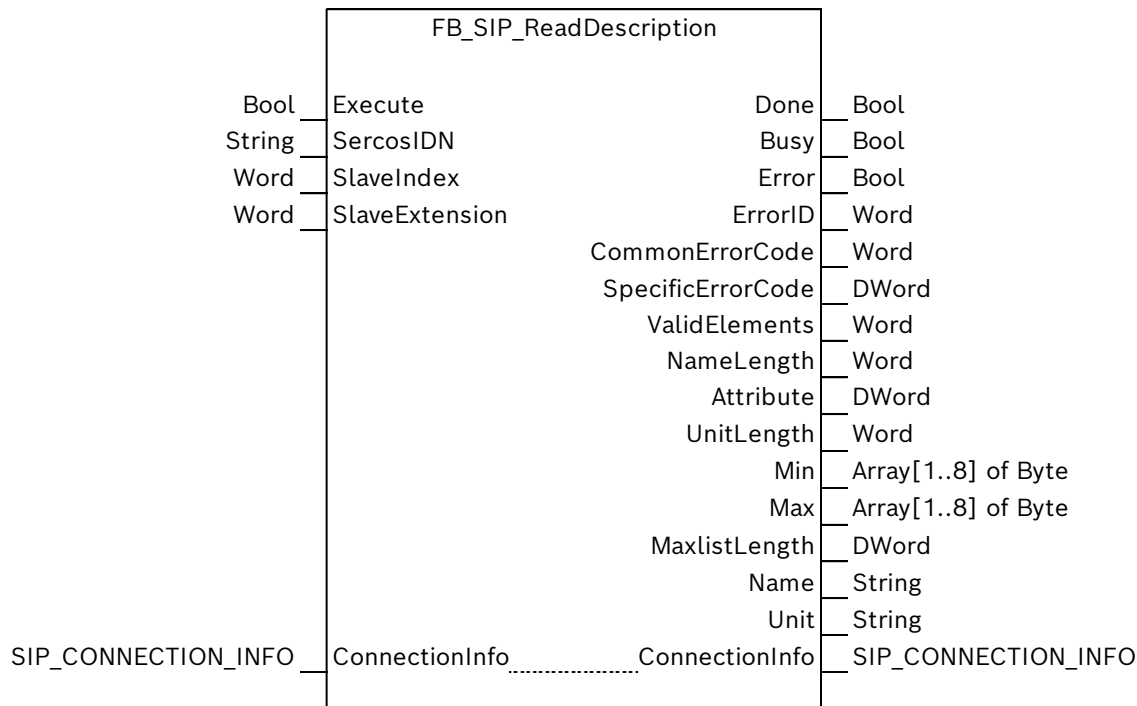 FB_SIP_ReadDescription
Bool Execute Done Bool
String SercosIDN Busy Bool
Word SlaveIndex Error Bool
Word SlaveExtension ErrorID Word
CommonErrorCode Word
SpecificErrorCode DWord
ValidElements Word
NameLength Word
Attribute DWord
UnitLength Word
Min Array[1..8] of Byte
Max Array[1..8] of Byte
MaxlistLength DWord
Name String
Unit String
SIP_CONNECTION_INFO ConnectionInfo ConnectionInfo SIP_CONNECTION_INFO